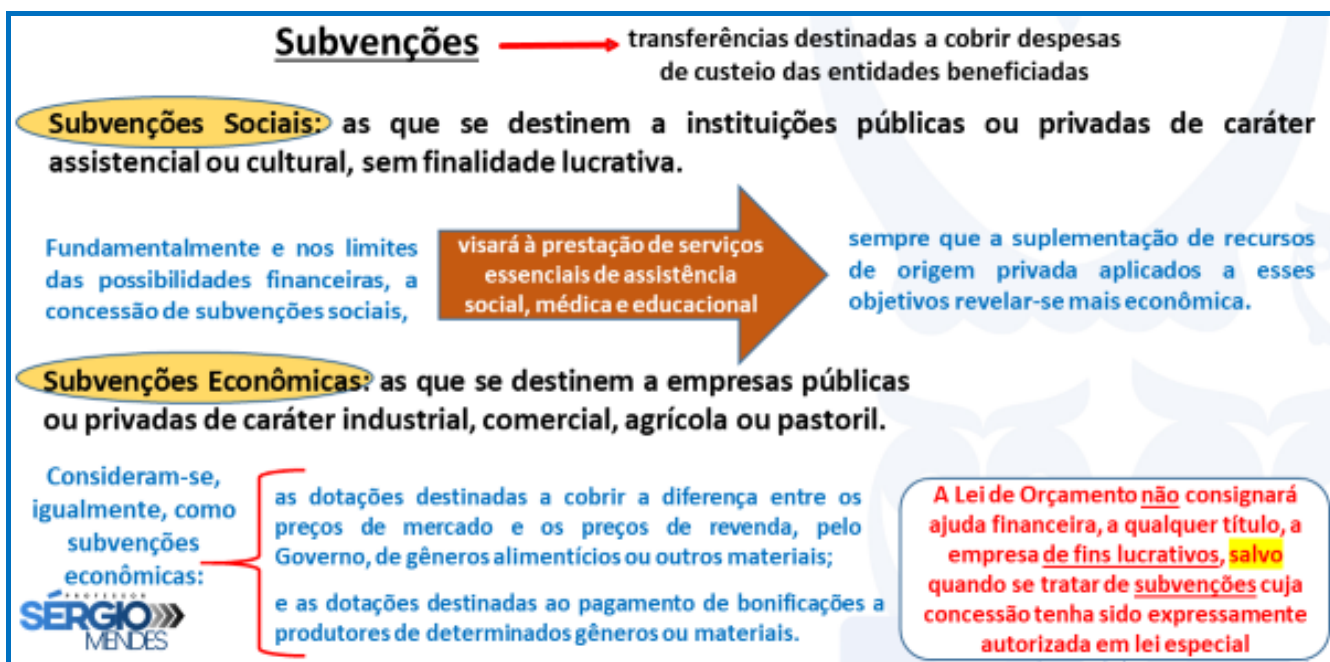 Subvenções
transferências destinadas a cobrir despesas
de custeio das entidades beneficiadas
Subvenções Sociais: as que se destinem a instituições públicas ou privadas de caráter
assistencial ou cultural, sem finalidade lucrativa.
Fundamentalmente e nos limites
das possibilidades financeiras, a
concessão de subvenções sociais,
visará à prestação de serviços
essenciais de assistência
social, médica e educacional
sempre que a suplementação de recursos
de origem privada aplicados a esses
objetivos revelar-se mais econômica.
Subvenções Econômicas: as que se destinem a empresas públicas
ou privadas de caráter industrial, comercial, agrícola ou pastoril.
Consideram-se,
igualmente, como
subvenções
econômicas:
as dotações destinadas a cobrir a diferença entre os
preços de mercado e os preços de revenda, pelo
Governo, de gêneros alimentícios ou outros materiais;
e as dotações destinadas ao pagamento de bonificações a
produtores de determinados gêneros ou materiais.
A Lei de Orçamento não consignará
ajuda financeira, a qualquer título, a
empresa de fins lucrativos, salvo
quando se tratar de subvenções cuja
concessão tenha sido expressamente
autorizada em lei especial
PROFESSOR
SÉRGIO
MENDES